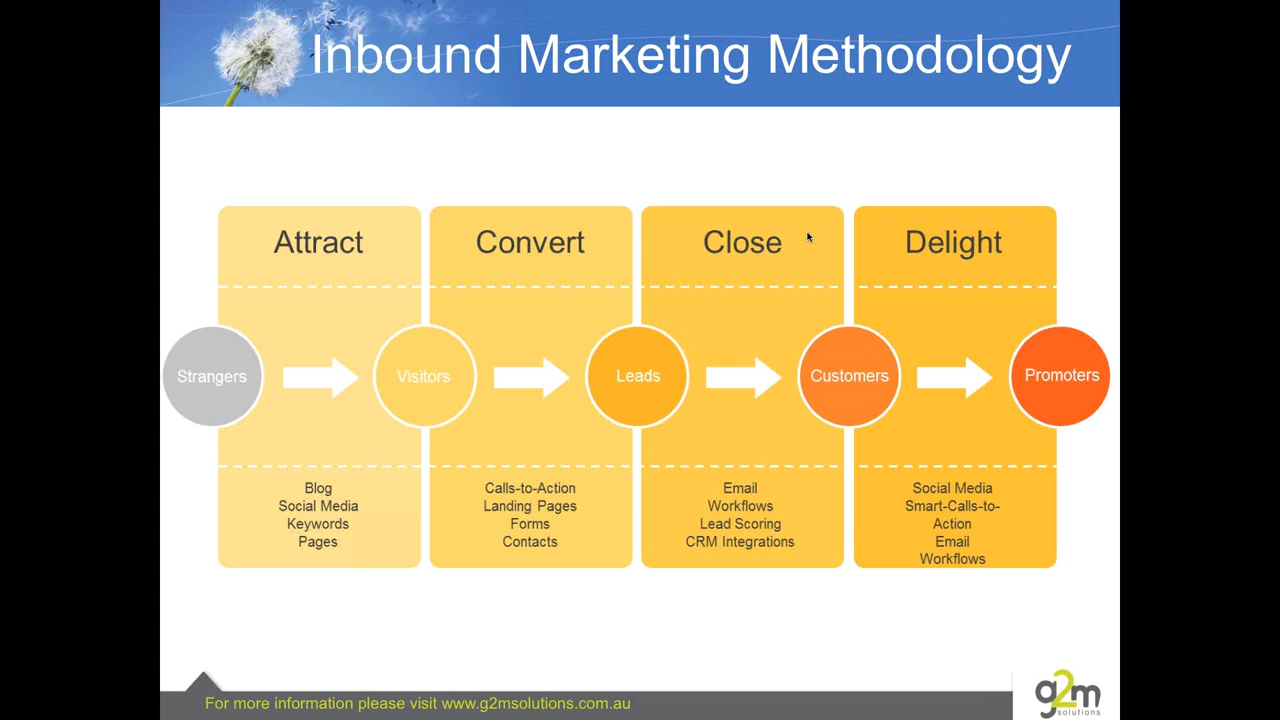 Inbound Marketing Methodology
Attract
Convert
Close
Delight
Strangers
Visitors
Leads
Customers
Promoters
Blog
Social Media
Keywords
Pages
Calls-to-Action
Landing Pages
Forms
Contacts
Email
Workflows
Lead Scoring
CRM Integrations
Social Media
Smart-Calls-to-
Action
Email
Workflows
For more information please visit www.g2msolutions.com.au
g2m
solutions